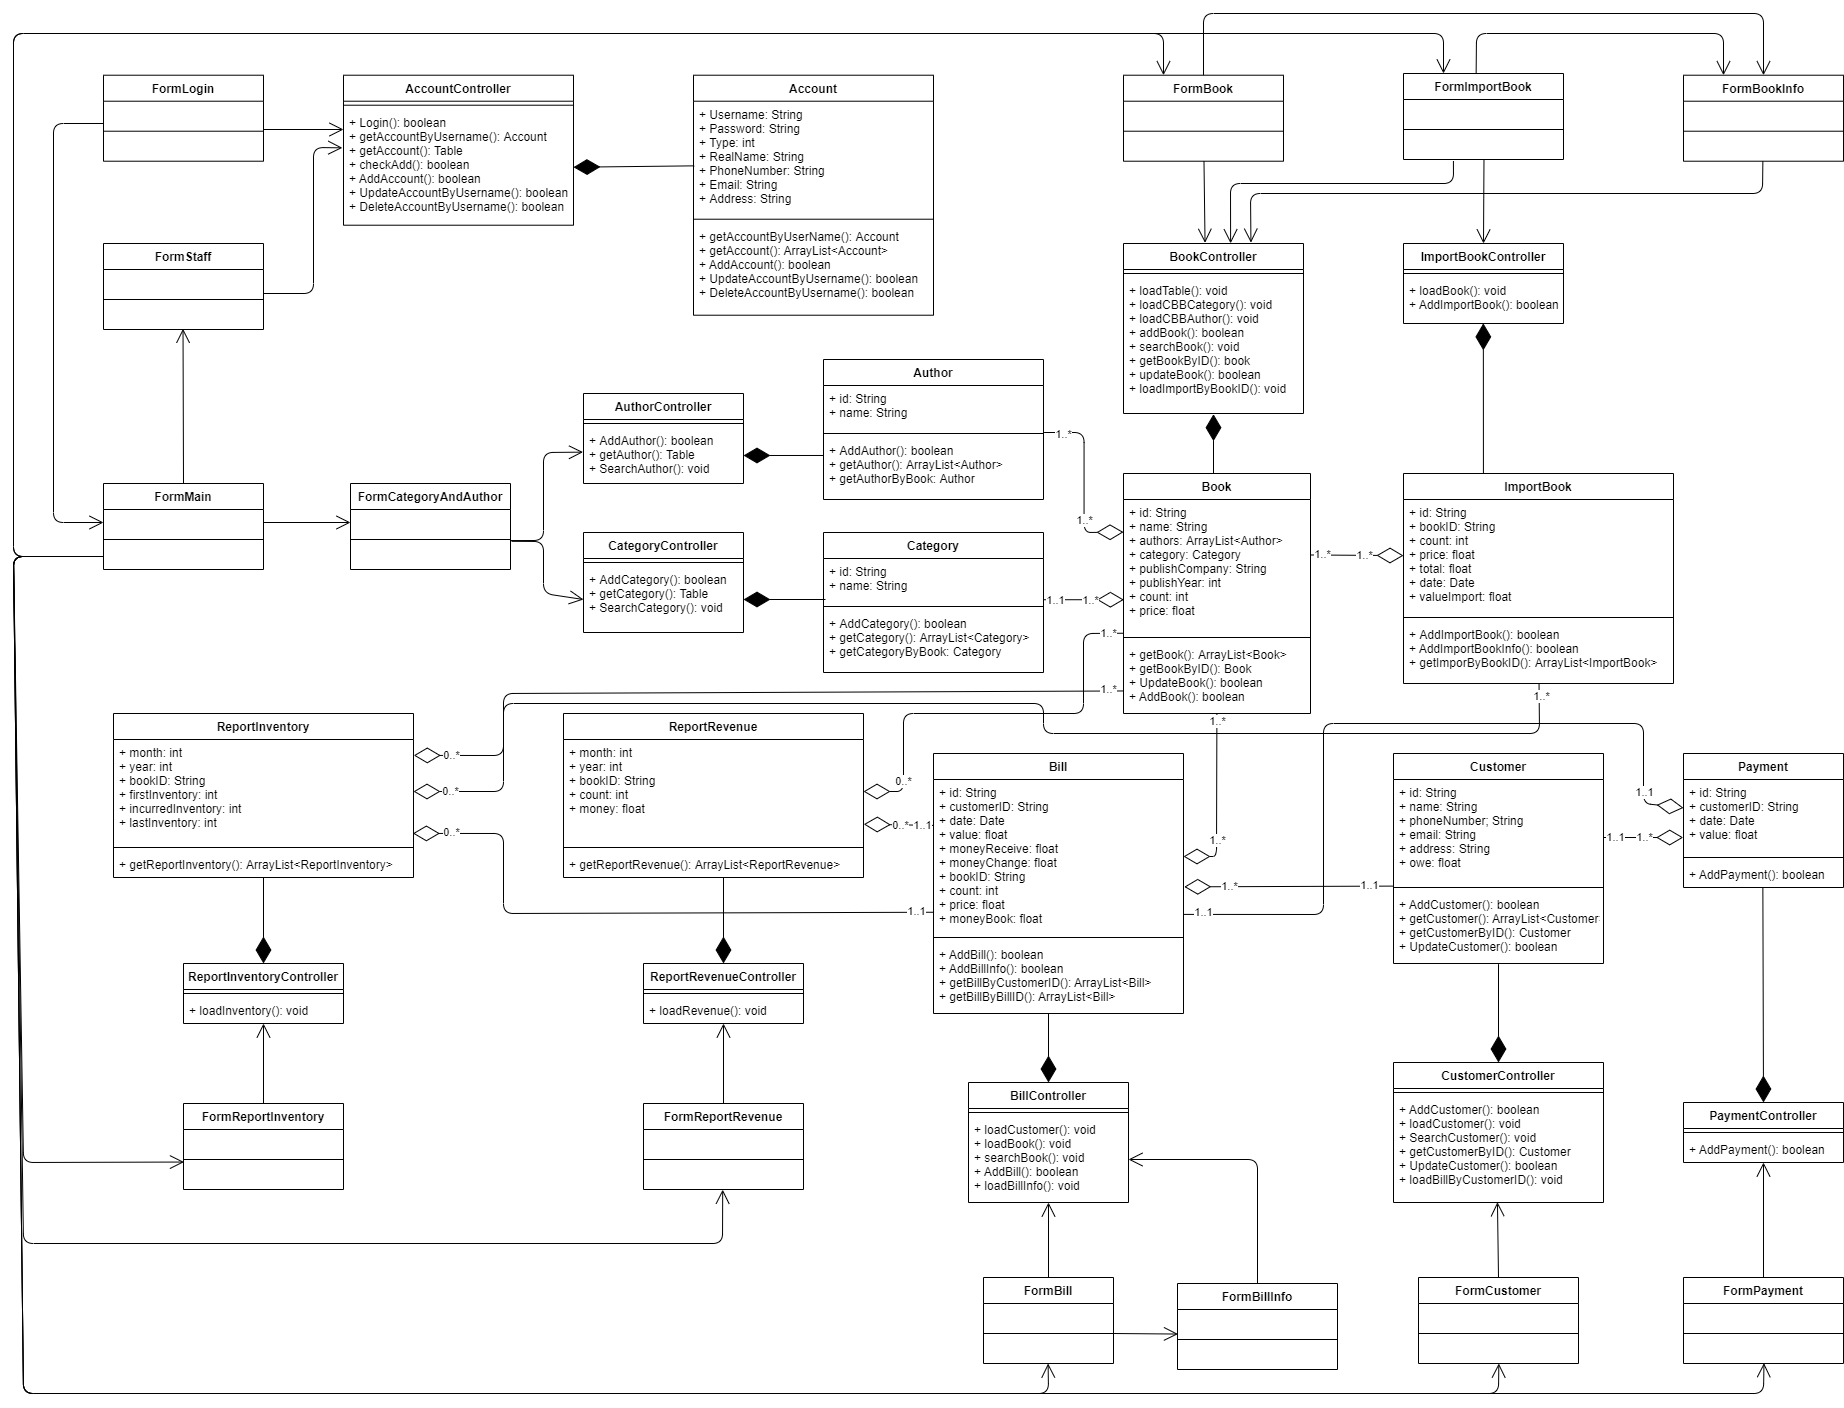 FormLogin
AccountController
+ Login(): boolean
+ getAccountByUsername(): Account
+ getAccount(): Table
+ checkAdd(): boolean
+ AddAccount(): boolean
+ UpdateAccountByUsername(): boolean
+ DeleteAccountByUsername(): boolean
Account
+ Username: String
+ Password: String
+ Type: int
+ RealName: String
+ PhoneNumber: String
+ Email: String
+ Address: String
+ getAccountByUserName(): Account
+ getAccount(): ArrayList<Account>
+ AddAccount(): boolean
+ UpdateAccountByUsername(): boolean
+ DeleteAccountByUsername(): boolean
FormBook
FormImportBook
FormBookInfo
FormStaff
BookController
+ loadTable(): void
+ loadCBBCategory(): void
+ loadCBBAuthor(): void
+ addBook(): boolean
+ searchBook(): void
+ getBookByID(): book
+ updateBook(): boolean
+ loadImportByBookID(): void
ImportBookController
+ loadBook(): void
+ AddImportBook(): boolean
AuthorController
+ AddAuthor(): boolean
+ getAuthor(): Table
+ SearchAuthor(): void
Author
+ id: String
+ name: String
+ AddAuthor(): boolean
+ getAuthor(): ArrayList<Author>
+ getAuthorByBook: Author
1..*
1..*
FormMain
FormCategoryAndAuthor
CategoryController
+ AddCategory(): boolean
+ getCategory(): Table
+ SearchCategory(): void
Category
+ id: String
+ name: String
+ AddCategory(): boolean
+ getCategory(): ArrayList<Category>
+ getCategoryByBook: Category
1..1
1..*
Book
+ id: String
+ name: String
+ authors: ArrayList<Author>
+ category: Category
+ publishCompany: String
+ publishYear: int
+ count: int
+ price: float
+ getBook(): ArrayList<Book>
+ getBookByID(): Book
+ UpdateBook(): boolean
+ AddBook(): boolean
1..*
1..*
1..*
1..*
1..*
ImportBook
+ id: String
+ bookID: String
+ count: int
+ price: float
+ total: float
+ date: Date
+ valueImport: float
+ AddImportBook(): boolean
+ AddImportBookInfo(): boolean
+ getImporByBookID(): ArrayList<ImportBook>
1..*
ReportInventory
+ month: int
+ year: int
+ bookID: String
+ firstInventory: int
+ incurredInventory: int
+ lastInventory: int
+ getReportInventory(): ArrayList<ReportInventory>
0..*
0..*
0..*
ReportRevenue
+ month: int
+ year: int
+ bookID: String
+ count: int
+ money: float
+ getReportRevenue(): ArrayList<ReportRevenue>
0..*
0..*
1..1
1..1
Bill
+ id: String
+ customerID: String
+ date: Date
+ value: float
+ moneyReceive: float
+ moneyChange: float
+ bookID: String
+ count: int
+ price: float
+ moneyBook: float
+ AddBill(): boolean
+ AddBillInfo(): boolean
+ getBillByCustomerID(): ArrayList<Bill>
+ getBillByBillID(): ArrayList<Bill>
1..*
1..*
1..1
1..1
Customer
+ id: String
+ name: String
+ phoneNumber; String
+ email: String
+ address: String
+ owe: float
+ AddCustomer(): boolean
+ getCustomer(): ArrayList<Customer
+ getCustomerByID(): Customer
+ UpdateCustomer(): boolean
1..1
1..1
1..*
Payment
+ id: String
+ customerID: String
+ date: Date
+ value: float
+ AddPayment(): boolean
ReportInventoryController
+ loadInventory(): void
ReportRevenueController
+ loadRevenue(): void
FormReportInventory
FormReportRevenue
BillController
+ loadCustomer(): void
+ loadBook(): void
+ searchBook(): void
+ AddBill(): boolean
+ loadBillInfo(): void
CustomerController
+ AddCustomer(): boolean
+ loadCustomer(): void
+ SearchCustomer(): void
+ getCustomerByID(): Customer
+ UpdateCustomer(): boolean
+ loadBillByCustomerID(): void
PaymentController
+ AddPayment(): boolean
FormBill
FormBillInfo
FormCustomer
FormPayment